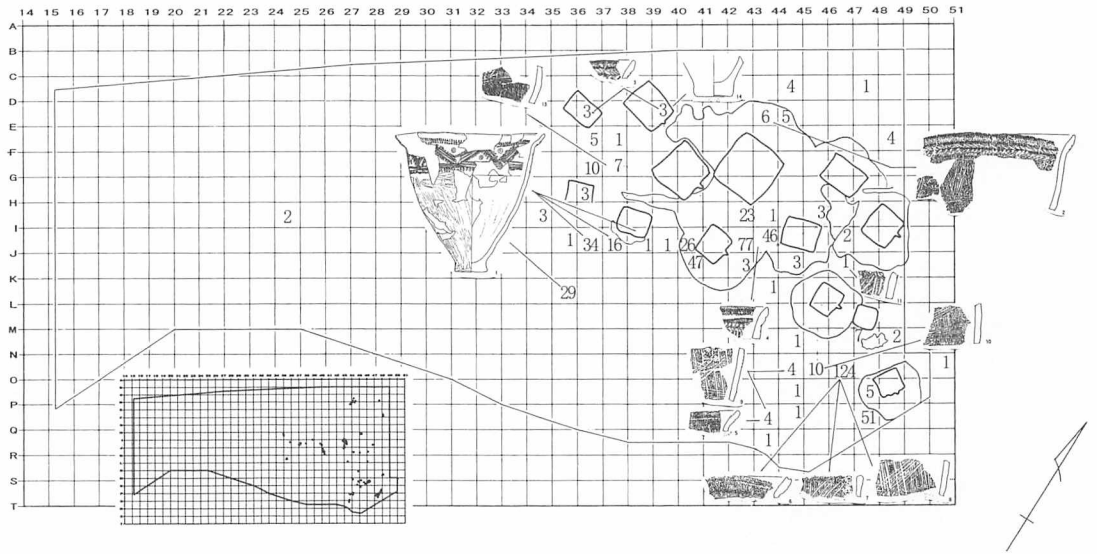 14 15 16 17 18 19 20 21 22 23 24 25 26 27 28 29 30 31 32 33 34 35 36 37 38 39 40 41 42 43 44 45 46 47 48 49 50 51
A
B
C 4 1
D 3 3
E 6 5
5 1 4
F
10 7
G
3
H
2 3 23 1 3
I
1 34 16 1 1 26 77 46 2
J
47 3 3 1
K
1
29
L
M
1 2
N
4 10 124 1
O
1 5
P
4 1 51
Q
1
R
S
T